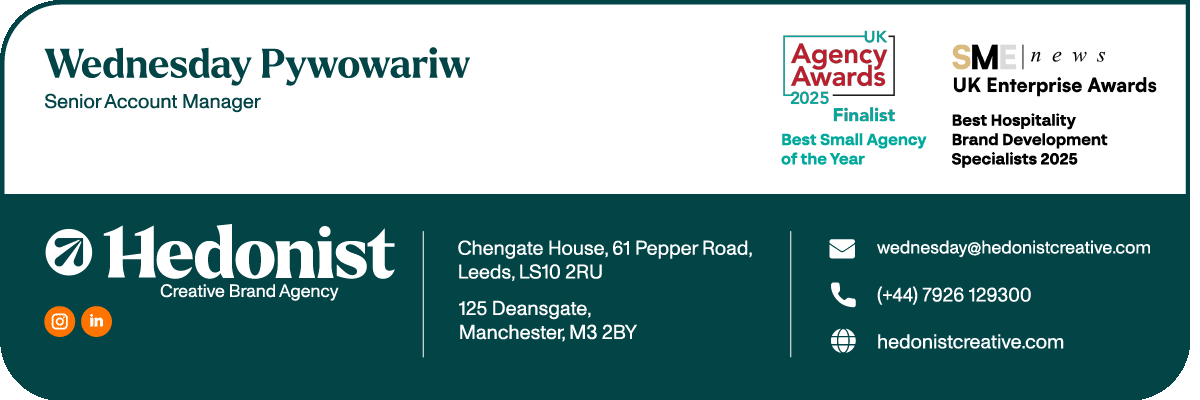 Wednesday Pywowariw
Senior Account Manager
UK
Agency
Awards
2025
Finalist
Best Small Agency
of the Year
SME news
UK Enterprise Awards
Best Hospitality
Brand Development
Specialists 2025
Hedonist
Creative Brand Agency
in
Chengate House, 61 Pepper Road,
Leeds, LS10 2RU
125 Deansgate,
Manchester, M3 2BY
wednesday@hedonistcreative.com
(+44) 7926 129300
hedonistcreative.com